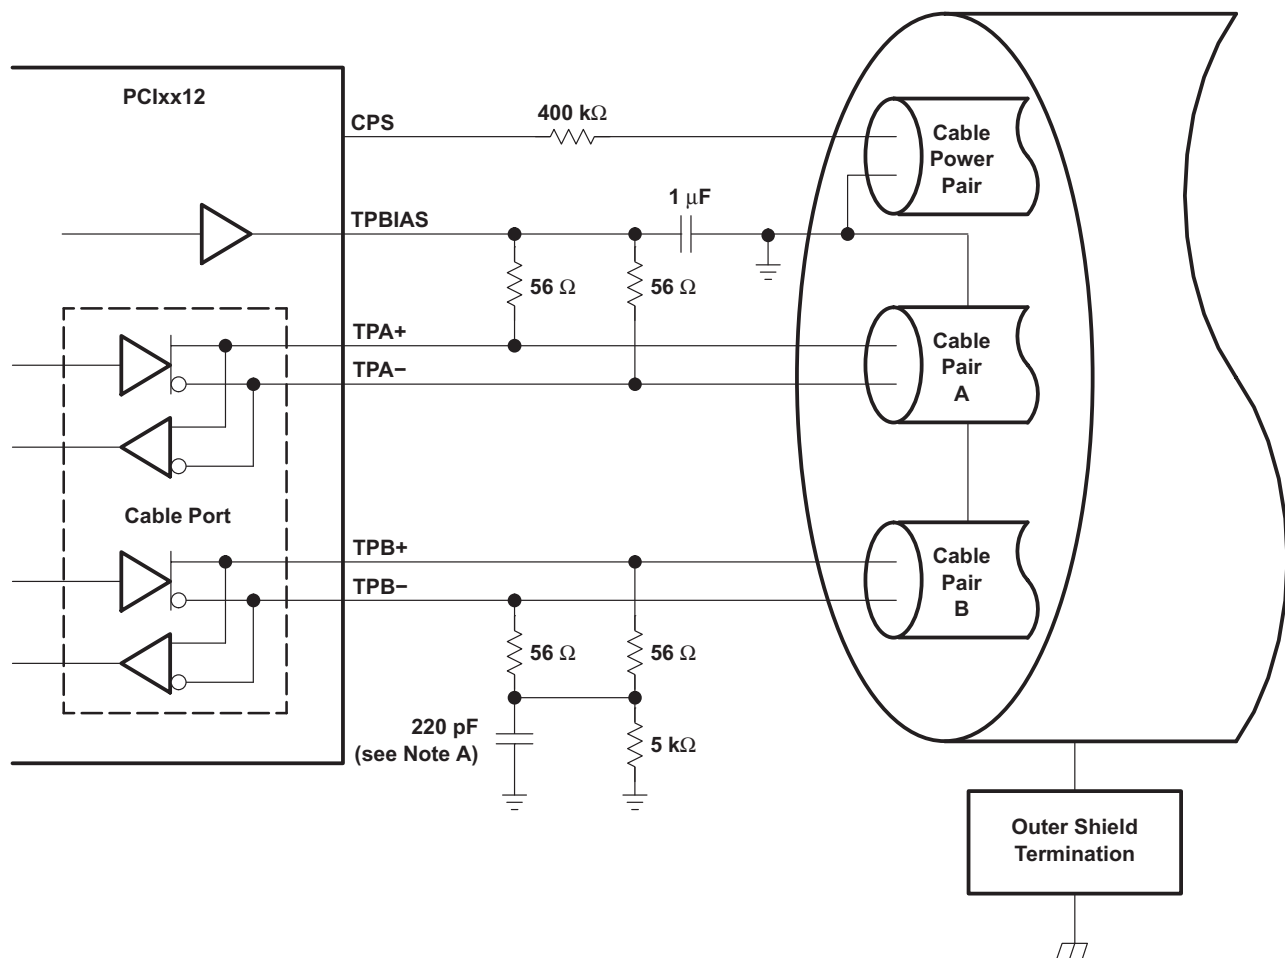 PCIxx12
CPS
400 kΩ
Cable
Power
Pair
TPBIAS
1 μF
56 Ω
56 Ω
TPA+
TPA−
Cable
Pair
A
Cable Port
TPB+
TPB−
Cable
Pair
B
56 Ω
56 Ω
220 pF
(see Note A)
5 kΩ
Outer Shield
Termination